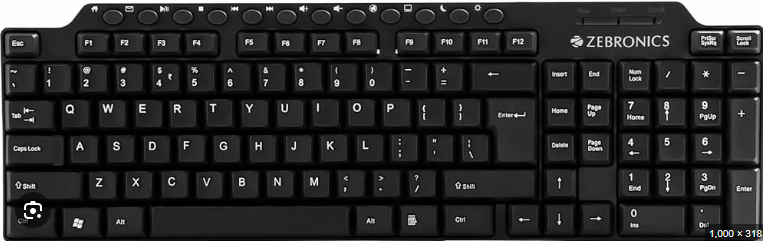 ZEBRONICS
Esc F1 F2 F3 F4 F5 F6 F7 F8 F9 F10 F11 F12 PrtScr SysRq Scroll Lock
~ ` ! 1 @ 2 # 3 $ 4 ₹ % 5 ^ 6 & 7 * 8 ( 9 ) 0 _ - + = ← Insert End Num Lock / * -
Tab Q W E R T Y U I O P { [ } ] Enter Home Page Up 7 Home 8 ↑ 9 PgUp +
Caps Lock A S D F G H J K L : ; " ' | \ Delete Page Down 4 ← 5 6 →
⇧ Shift Z X C V B N M < , > . ? / ⇧ Shift ↑ 1 End 2 ↓ 3 PgDn Enter
Alt Alt Ctrl ← ↓ → 0 Ins . Del
1,000 × 318